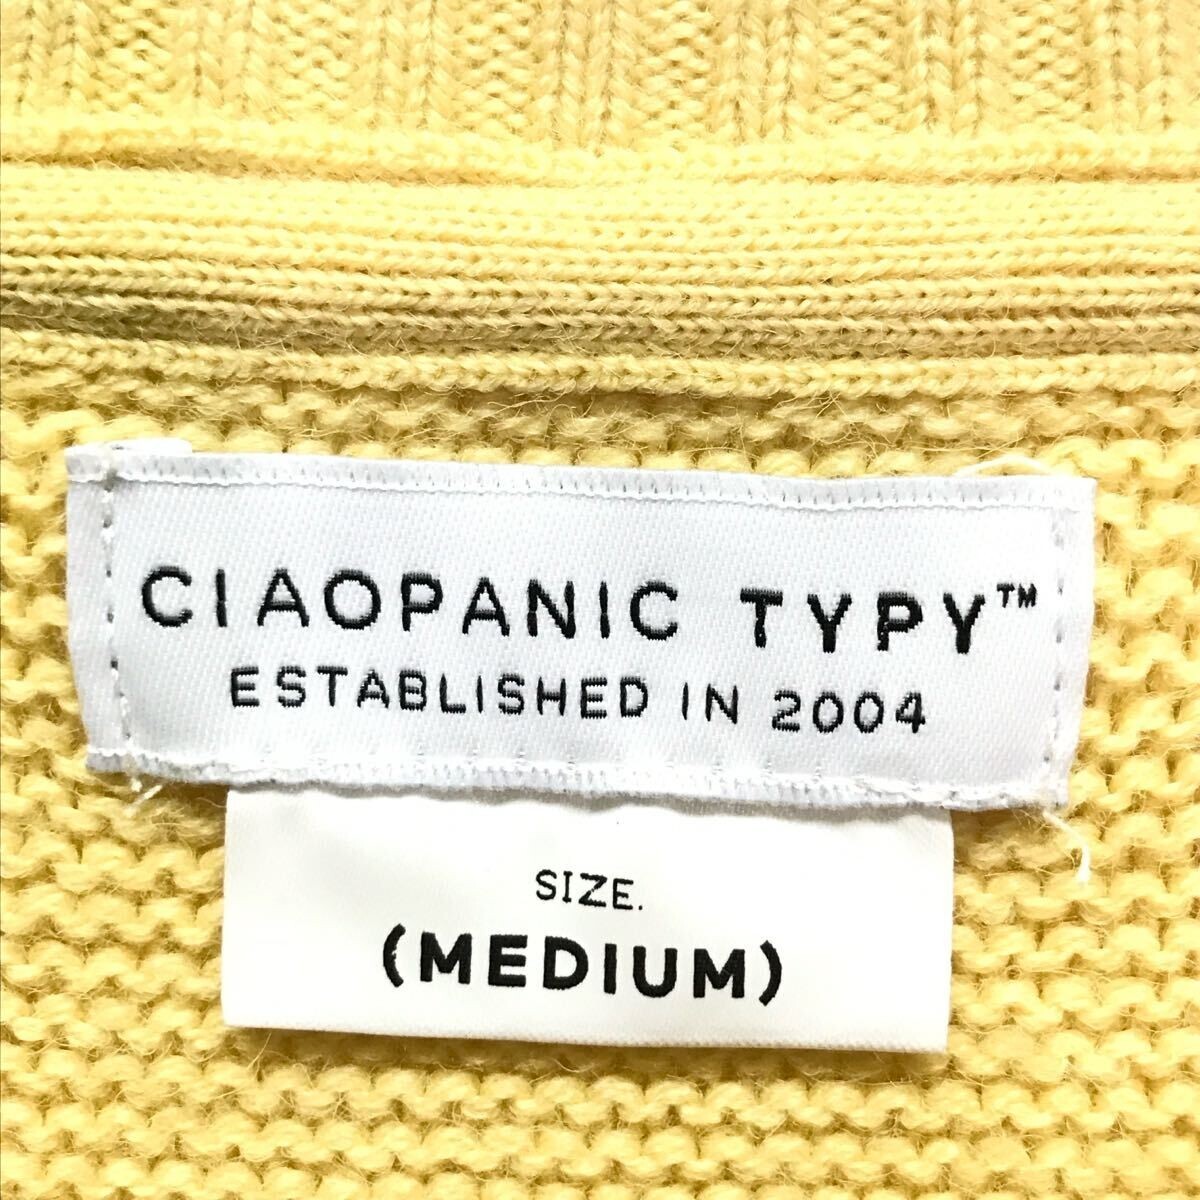 CIAOPANIC TYPY™
ESTABLISHED IN 2004
SIZE.
(MEDIUM)